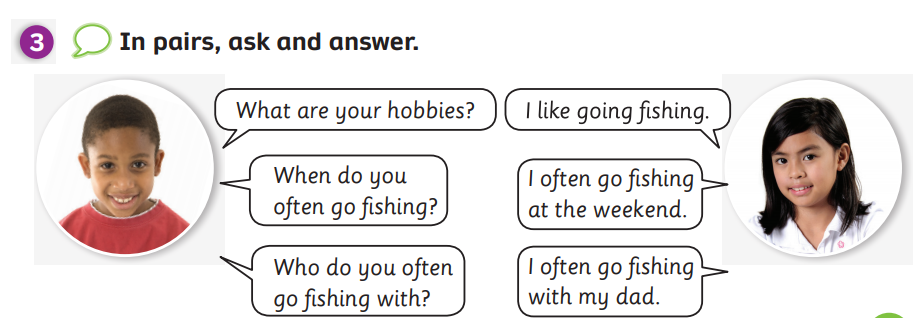 3 In pairs, ask and answer.
What are your hobbies?
I like going fishing.
When do you
often go fishing?
I often go fishing
at the weekend.
Who do you often
go fishing with?
I often go fishing
with my dad.